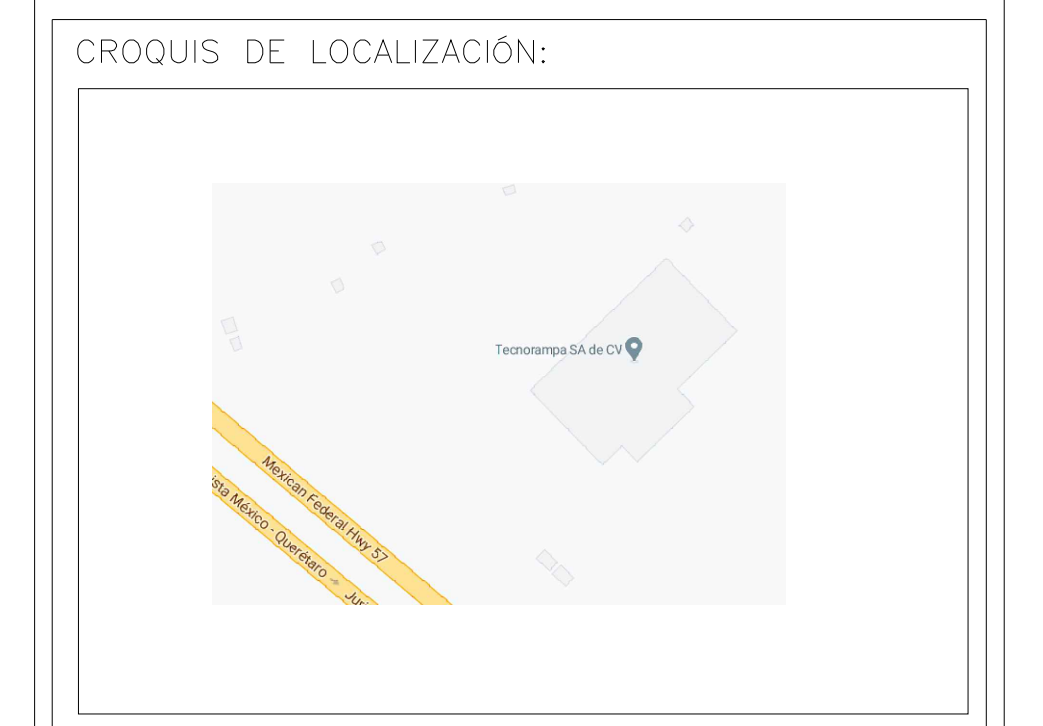 CROQUIS DE LOCALIZACIÓN:
Tecnorampa SA de CV
Mexican Federal Hwy 57
ista México - Querétaro